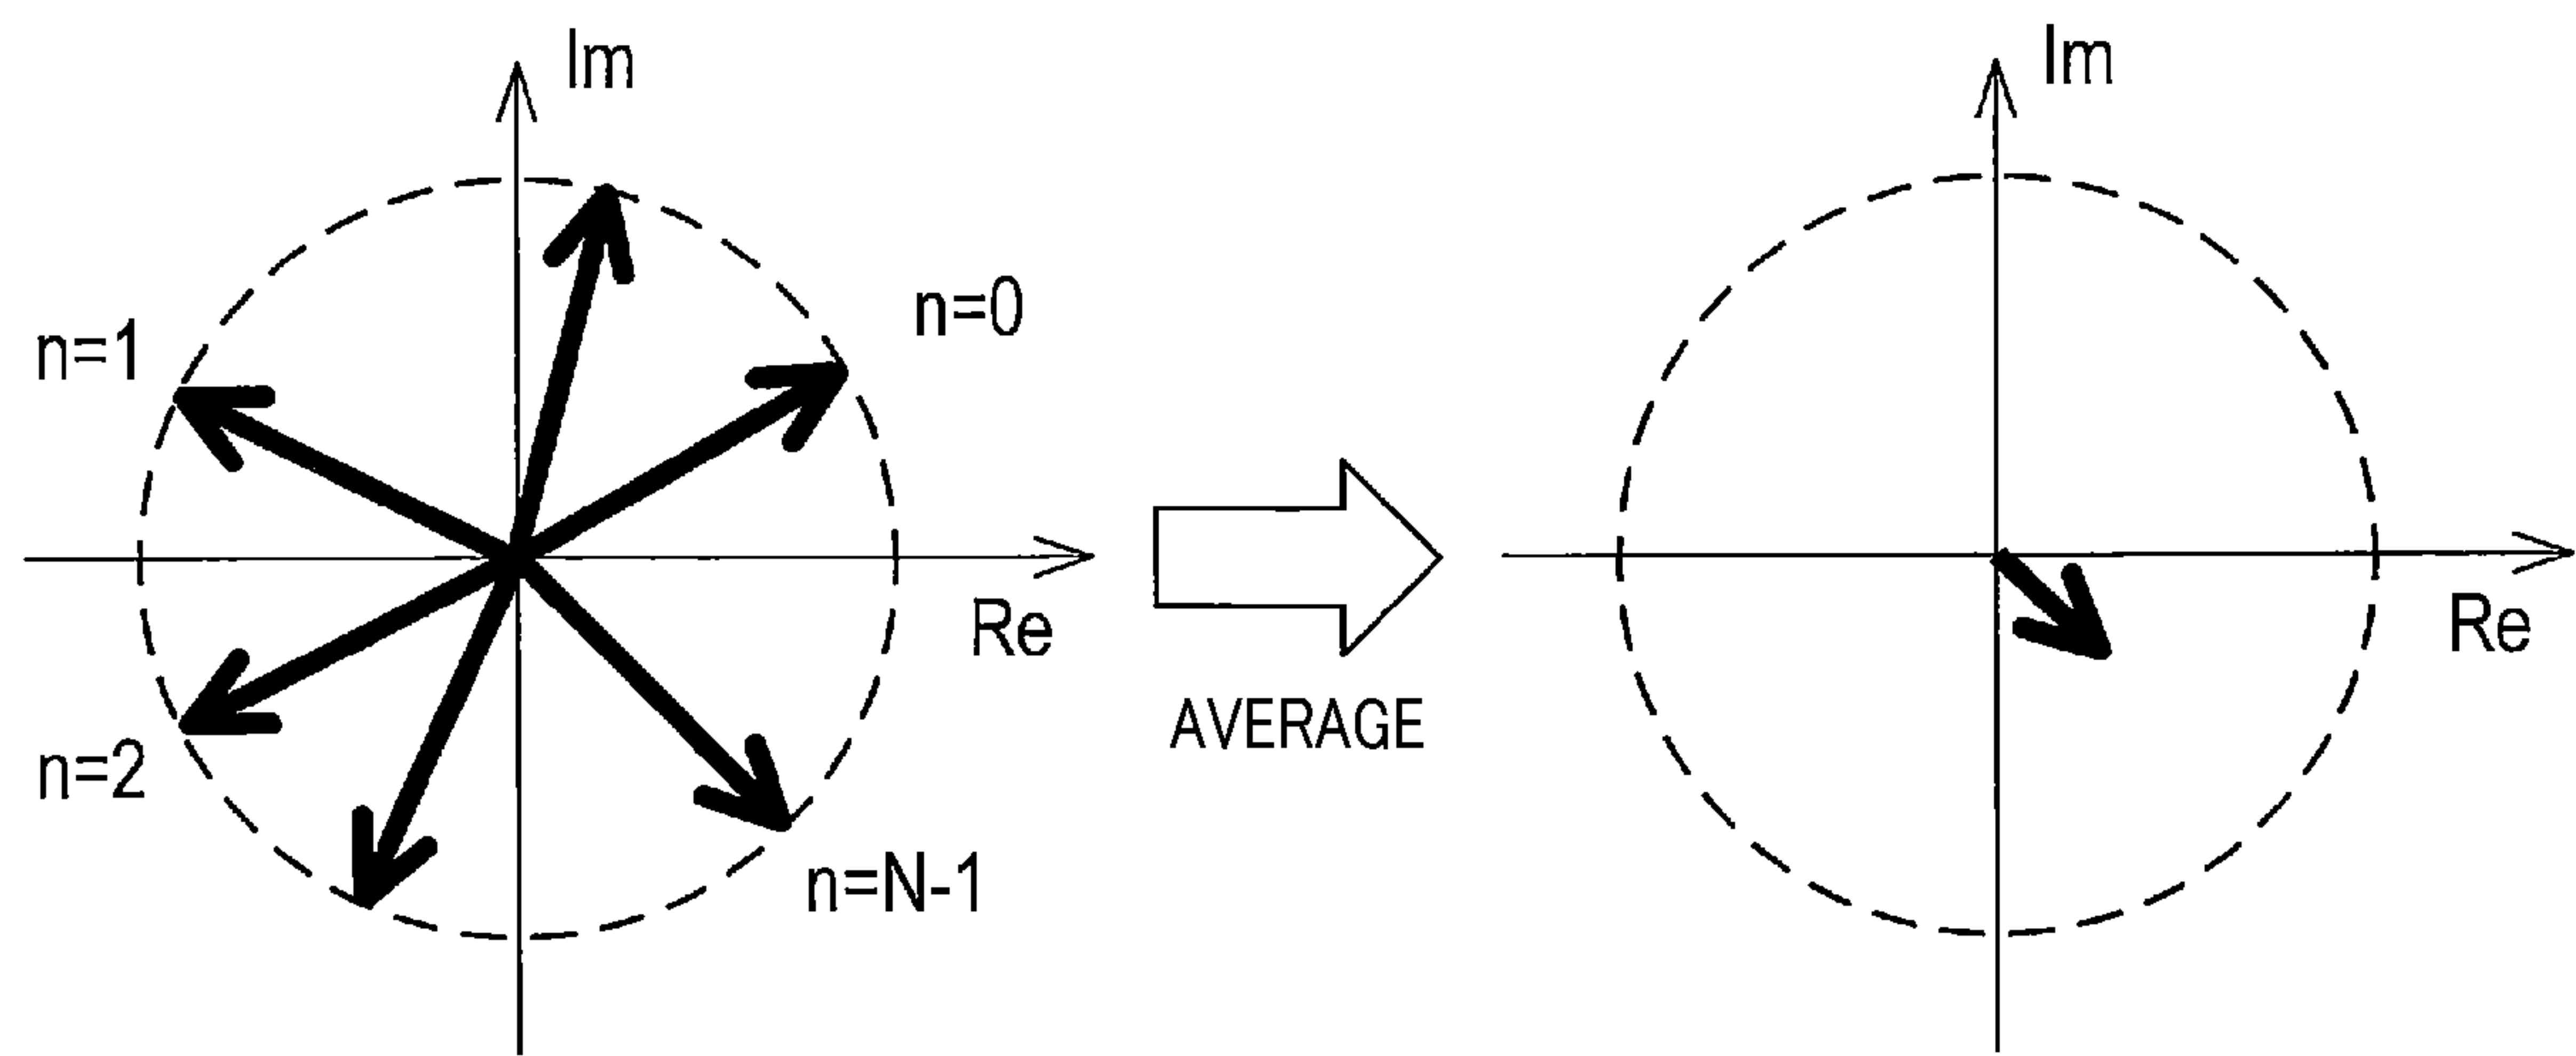 Im
n=0
n=1
Re
n=2
n=N-1
AVERAGE
Im
Re